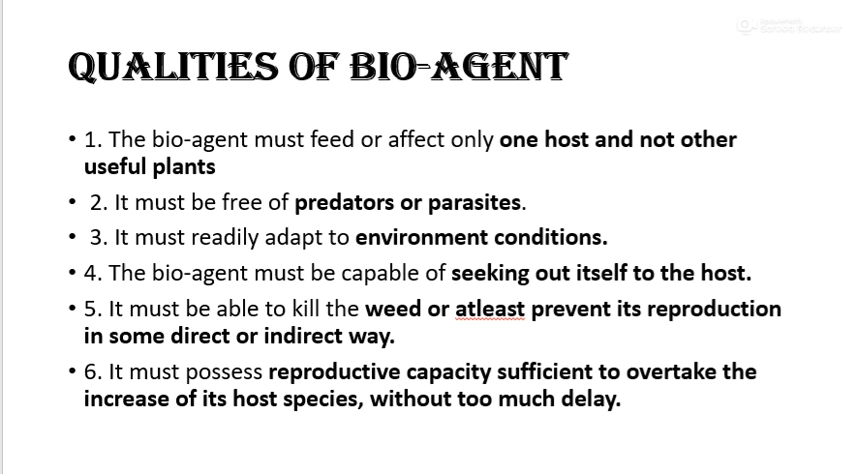 QUALITIES OF BIO-AGENT
• 1. The bio-agent must feed or affect only one host and not other
useful plants
• 2. It must be free of predators or parasites.
• 3. It must readily adapt to environment conditions.
• 4. The bio-agent must be capable of seeking out itself to the host.
• 5. It must be able to kill the weed or atleast prevent its reproduction
in some direct or indirect way.
• 6. It must possess reproductive capacity sufficient to overtake the
increase of its host species, without too much delay.